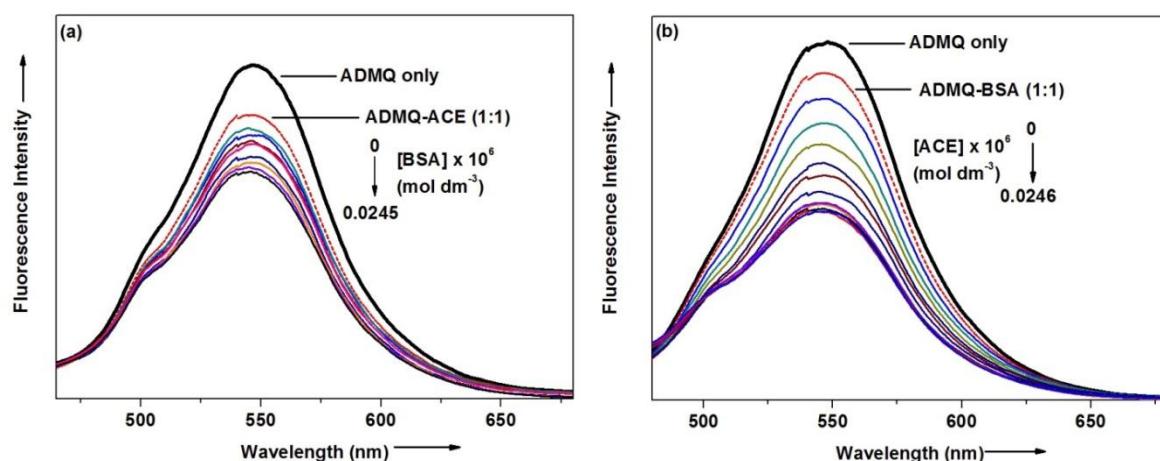 (a)
ADMQ only
ADMQ-ACE (1:1)
0
[BSA] x 10⁶
(mol dm⁻³)
0.0245
Fluorescence Intensity
500 550 600 650
Wavelength (nm)
(b)
ADMQ only
ADMQ-BSA (1:1)
0
[ACE] x 10⁶
(mol dm⁻³)
0.0246
Fluorescence Intensity
500 550 600 650
Wavelength (nm)